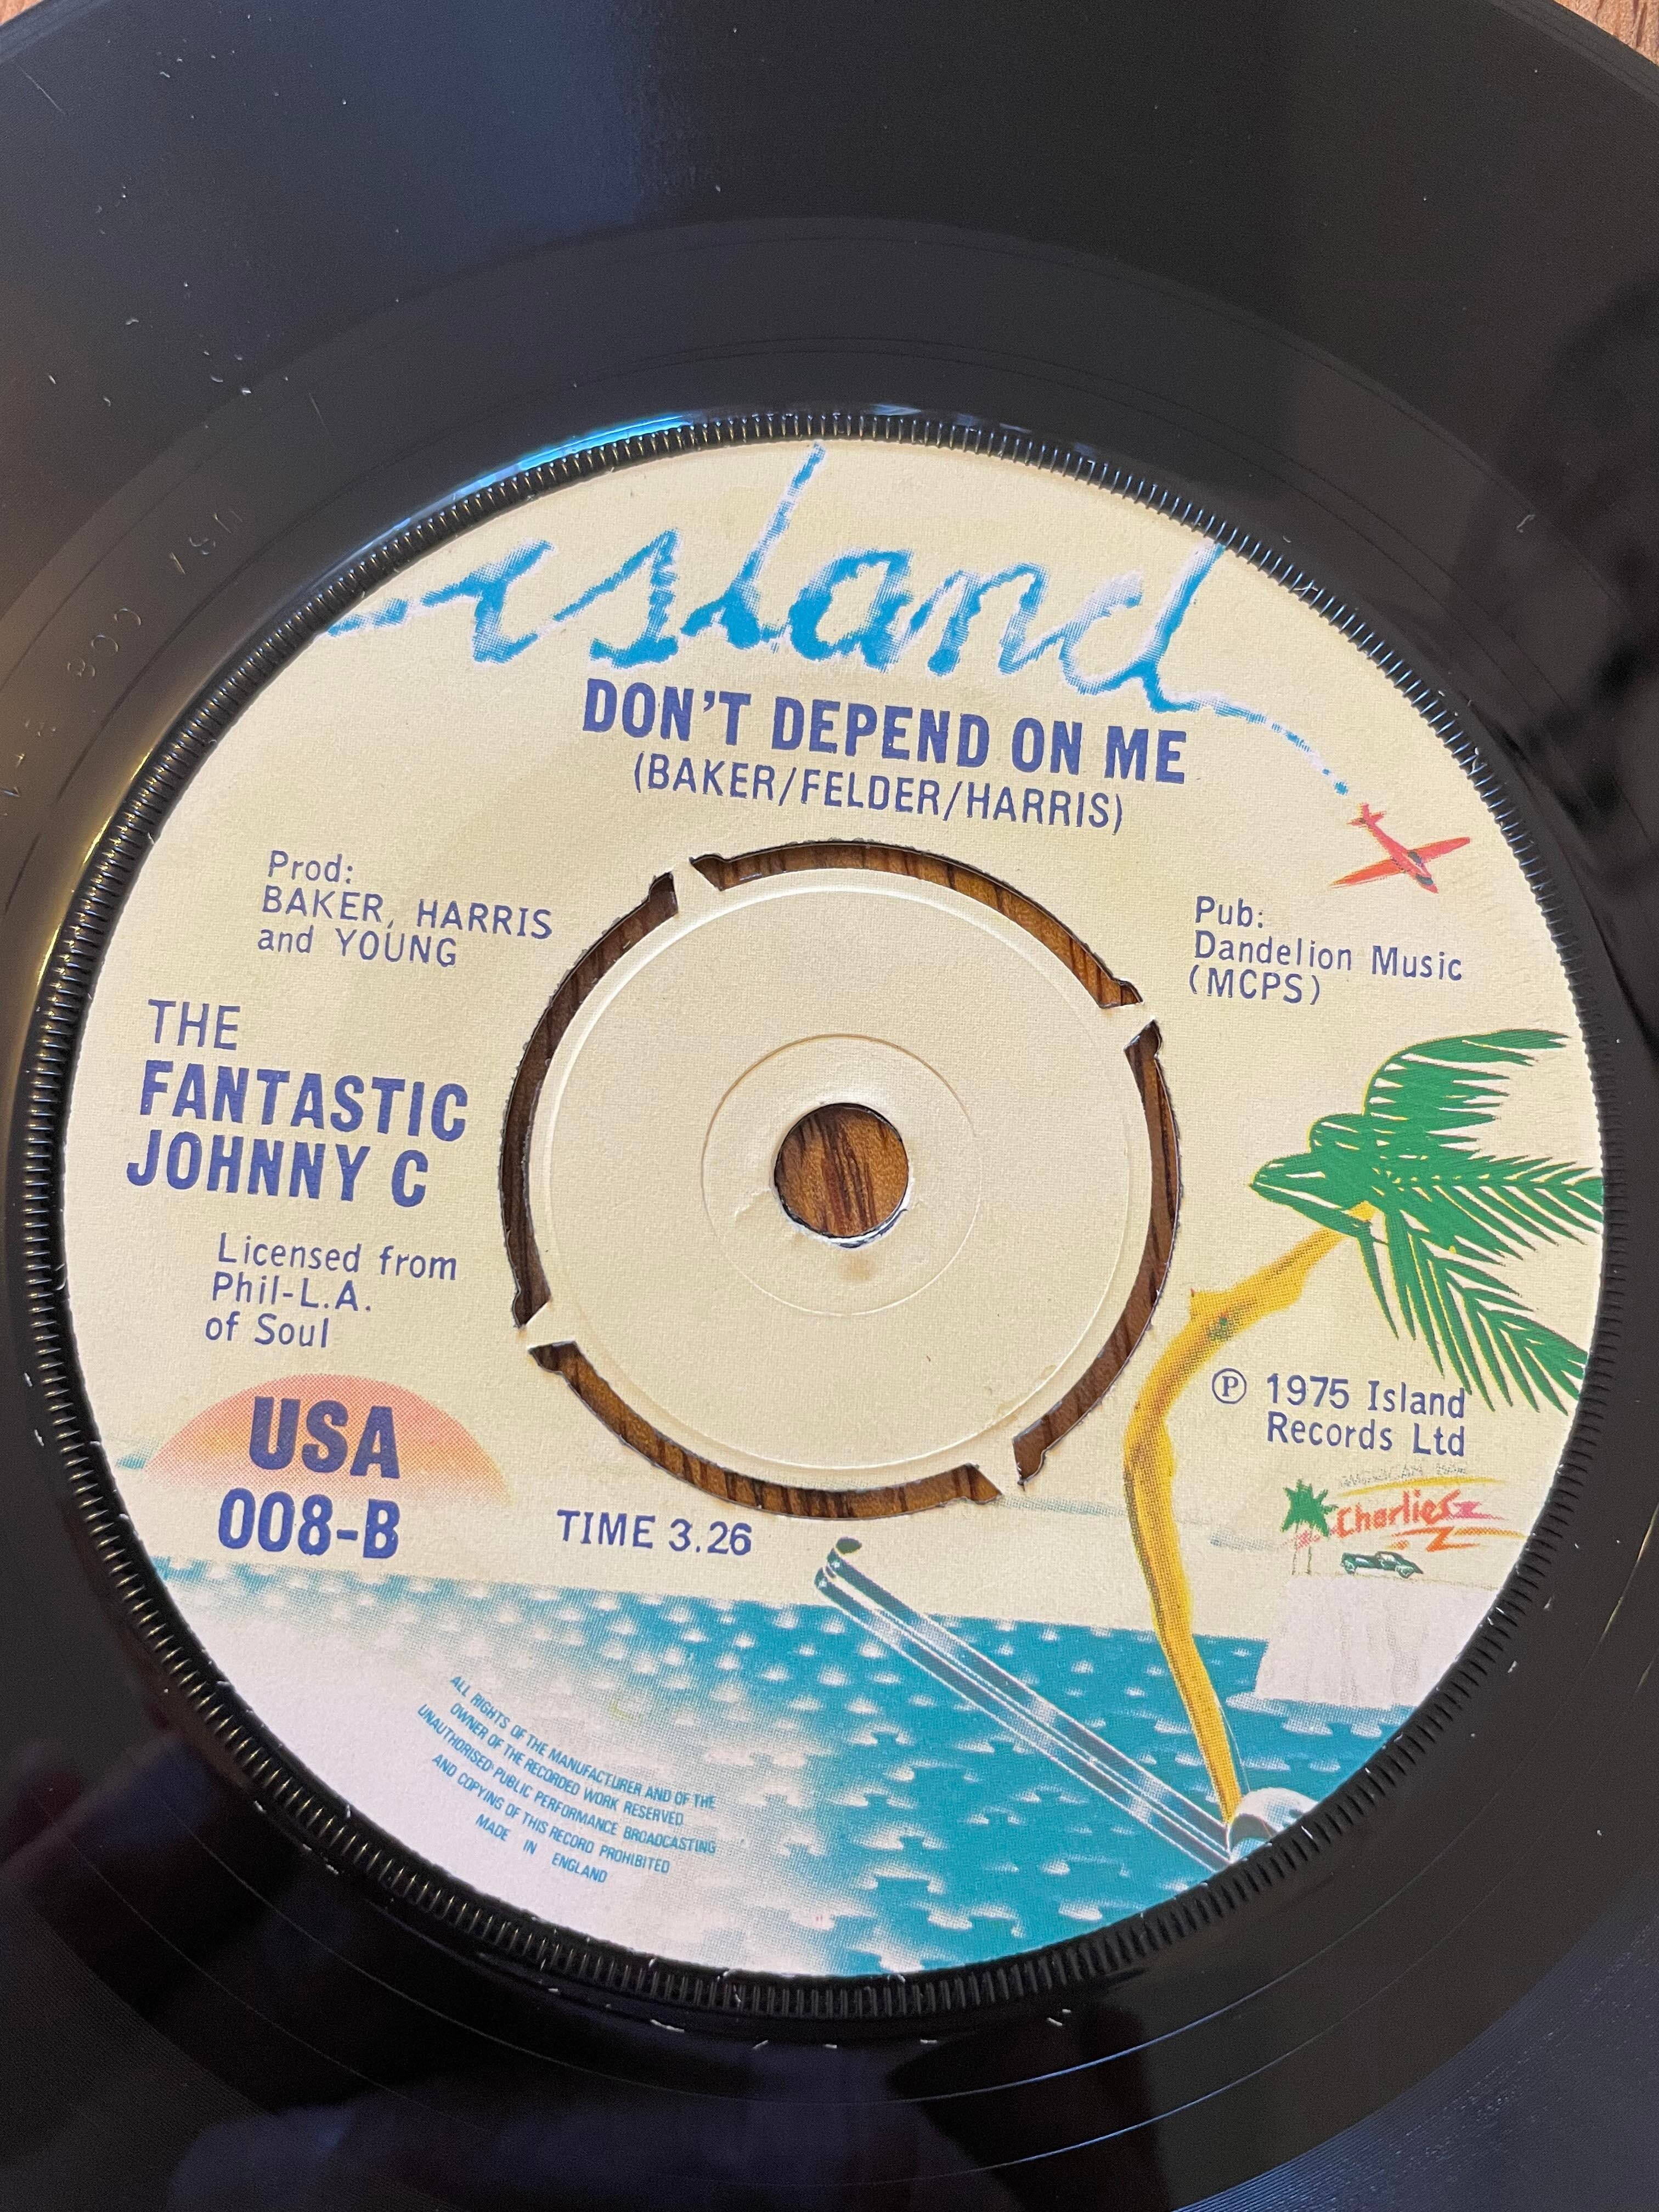 island
DON'T DEPEND ON ME
(BAKER/FELDER/HARRIS)
Prod:
BAKER, HARRIS
and YOUNG
Pub:
Dandelion Music
(MCPS)
THE
FANTASTIC
JOHNNY C
Licensed from
Phil-L.A.
of Soul
USA
008-B
TIME 3.26
Ⓟ 1975 Island
Records Ltd
AMERICAN BAR
Charlies
ALL RIGHTS OF THE MANUFACTURER AND OF THE
OWNER OF THE RECORDED WORK RESERVED
UNAUTHORISED PUBLIC PERFORMANCE BROADCASTING
AND COPYING OF THIS RECORD PROHIBITED
MADE IN ENGLAND